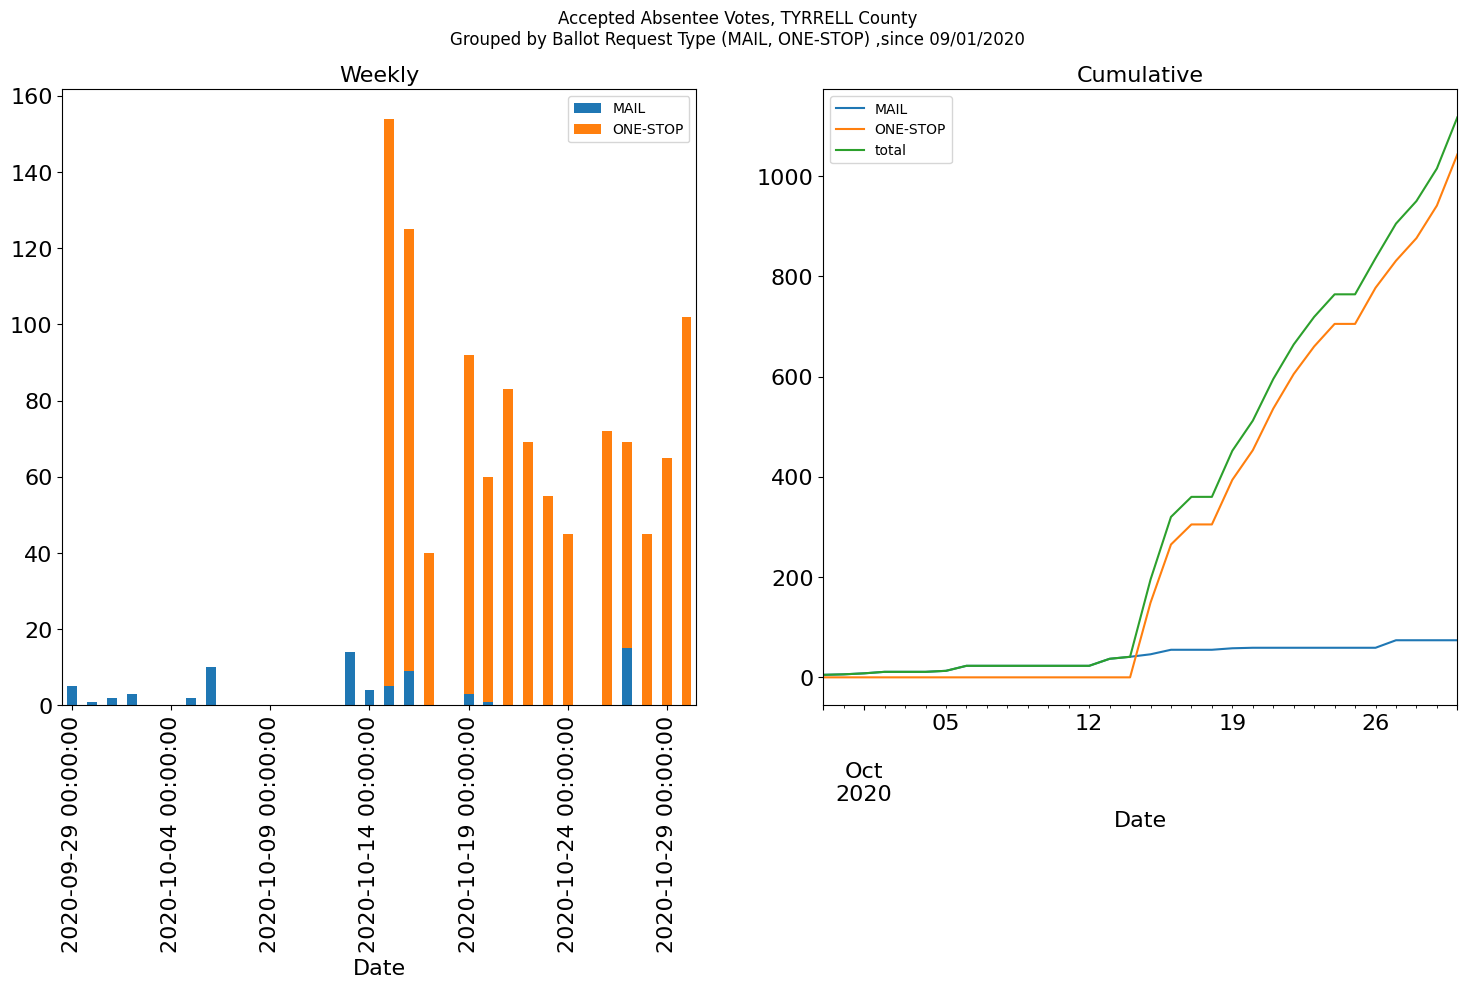 Accepted Absentee Votes, TYRRELL County
Grouped by Ballot Request Type (MAIL, ONE-STOP) ,since 09/01/2020
Weekly
MAIL
ONE-STOP
160
140
120
100
80
60
40
20
0
2020-09-29 00:00:00
2020-10-04 00:00:00
2020-10-09 00:00:00
2020-10-14 00:00:00
2020-10-19 00:00:00
2020-10-24 00:00:00
2020-10-29 00:00:00
Date
Cumulative
MAIL
ONE-STOP
total
1000
800
600
400
200
0
05
12
19
26
Oct
2020
Date